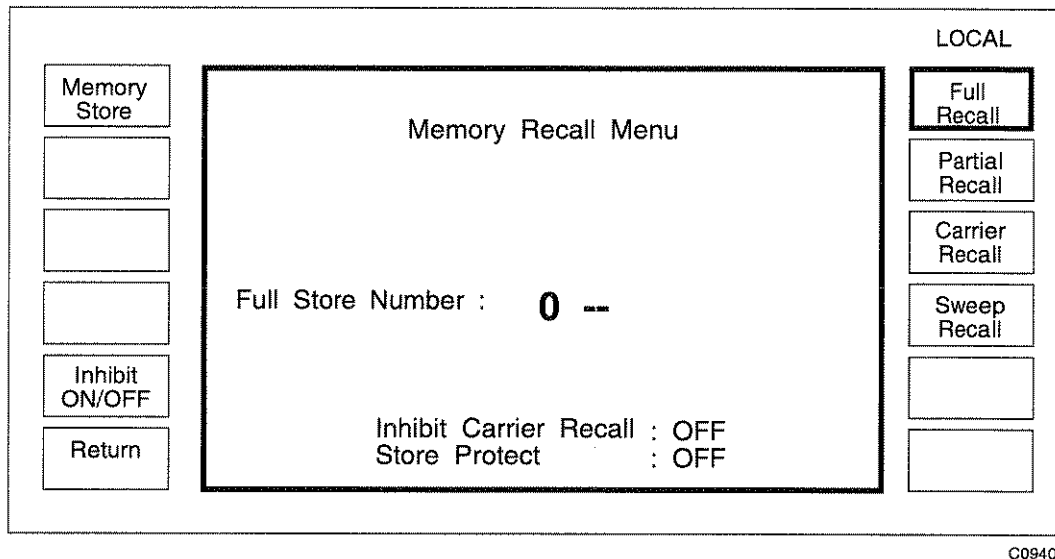 LOCAL
Memory
Store
Inhibit
ON/OFF
Return
Memory Recall Menu
Full Store Number : 0 --
Inhibit Carrier Recall : OFF
Store Protect : OFF
Full
Recall
Partial
Recall
Carrier
Recall
Sweep
Recall
C0940